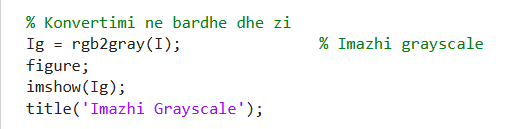 % Konvertimi ne bardhe dhe zi
Ig = rgb2gray(I);               % Imazhi grayscale
figure;
imshow(Ig);
title('Imazhi Grayscale');